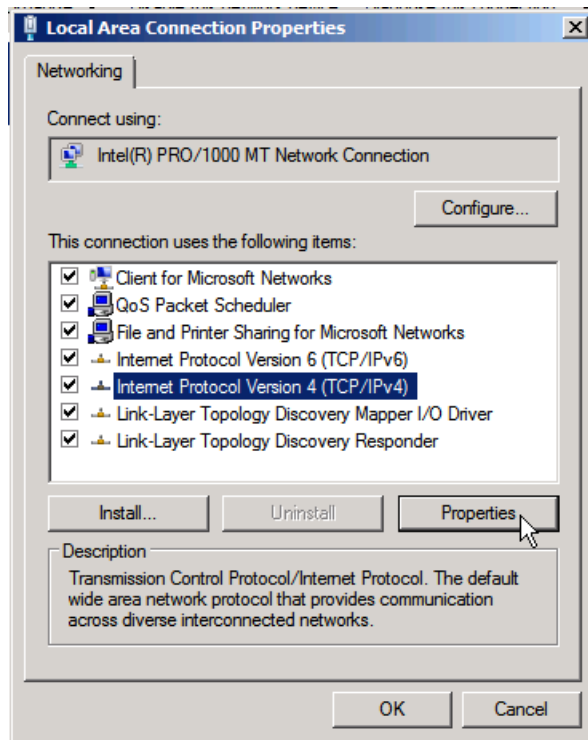 Local Area Connection Properties
Networking
Connect using:
Intel(R) PRO/1000 MT Network Connection
Configure...
This connection uses the following items:
Client for Microsoft Networks
QoS Packet Scheduler
File and Printer Sharing for Microsoft Networks
Internet Protocol Version 6 (TCP/IPv6)
Internet Protocol Version 4 (TCP/IPv4)
Link-Layer Topology Discovery Mapper I/O Driver
Link-Layer Topology Discovery Responder
Install...
Uninstall
Properties
Description
Transmission Control Protocol/Internet Protocol. The default
wide area network protocol that provides communication
across diverse interconnected networks.
OK
Cancel